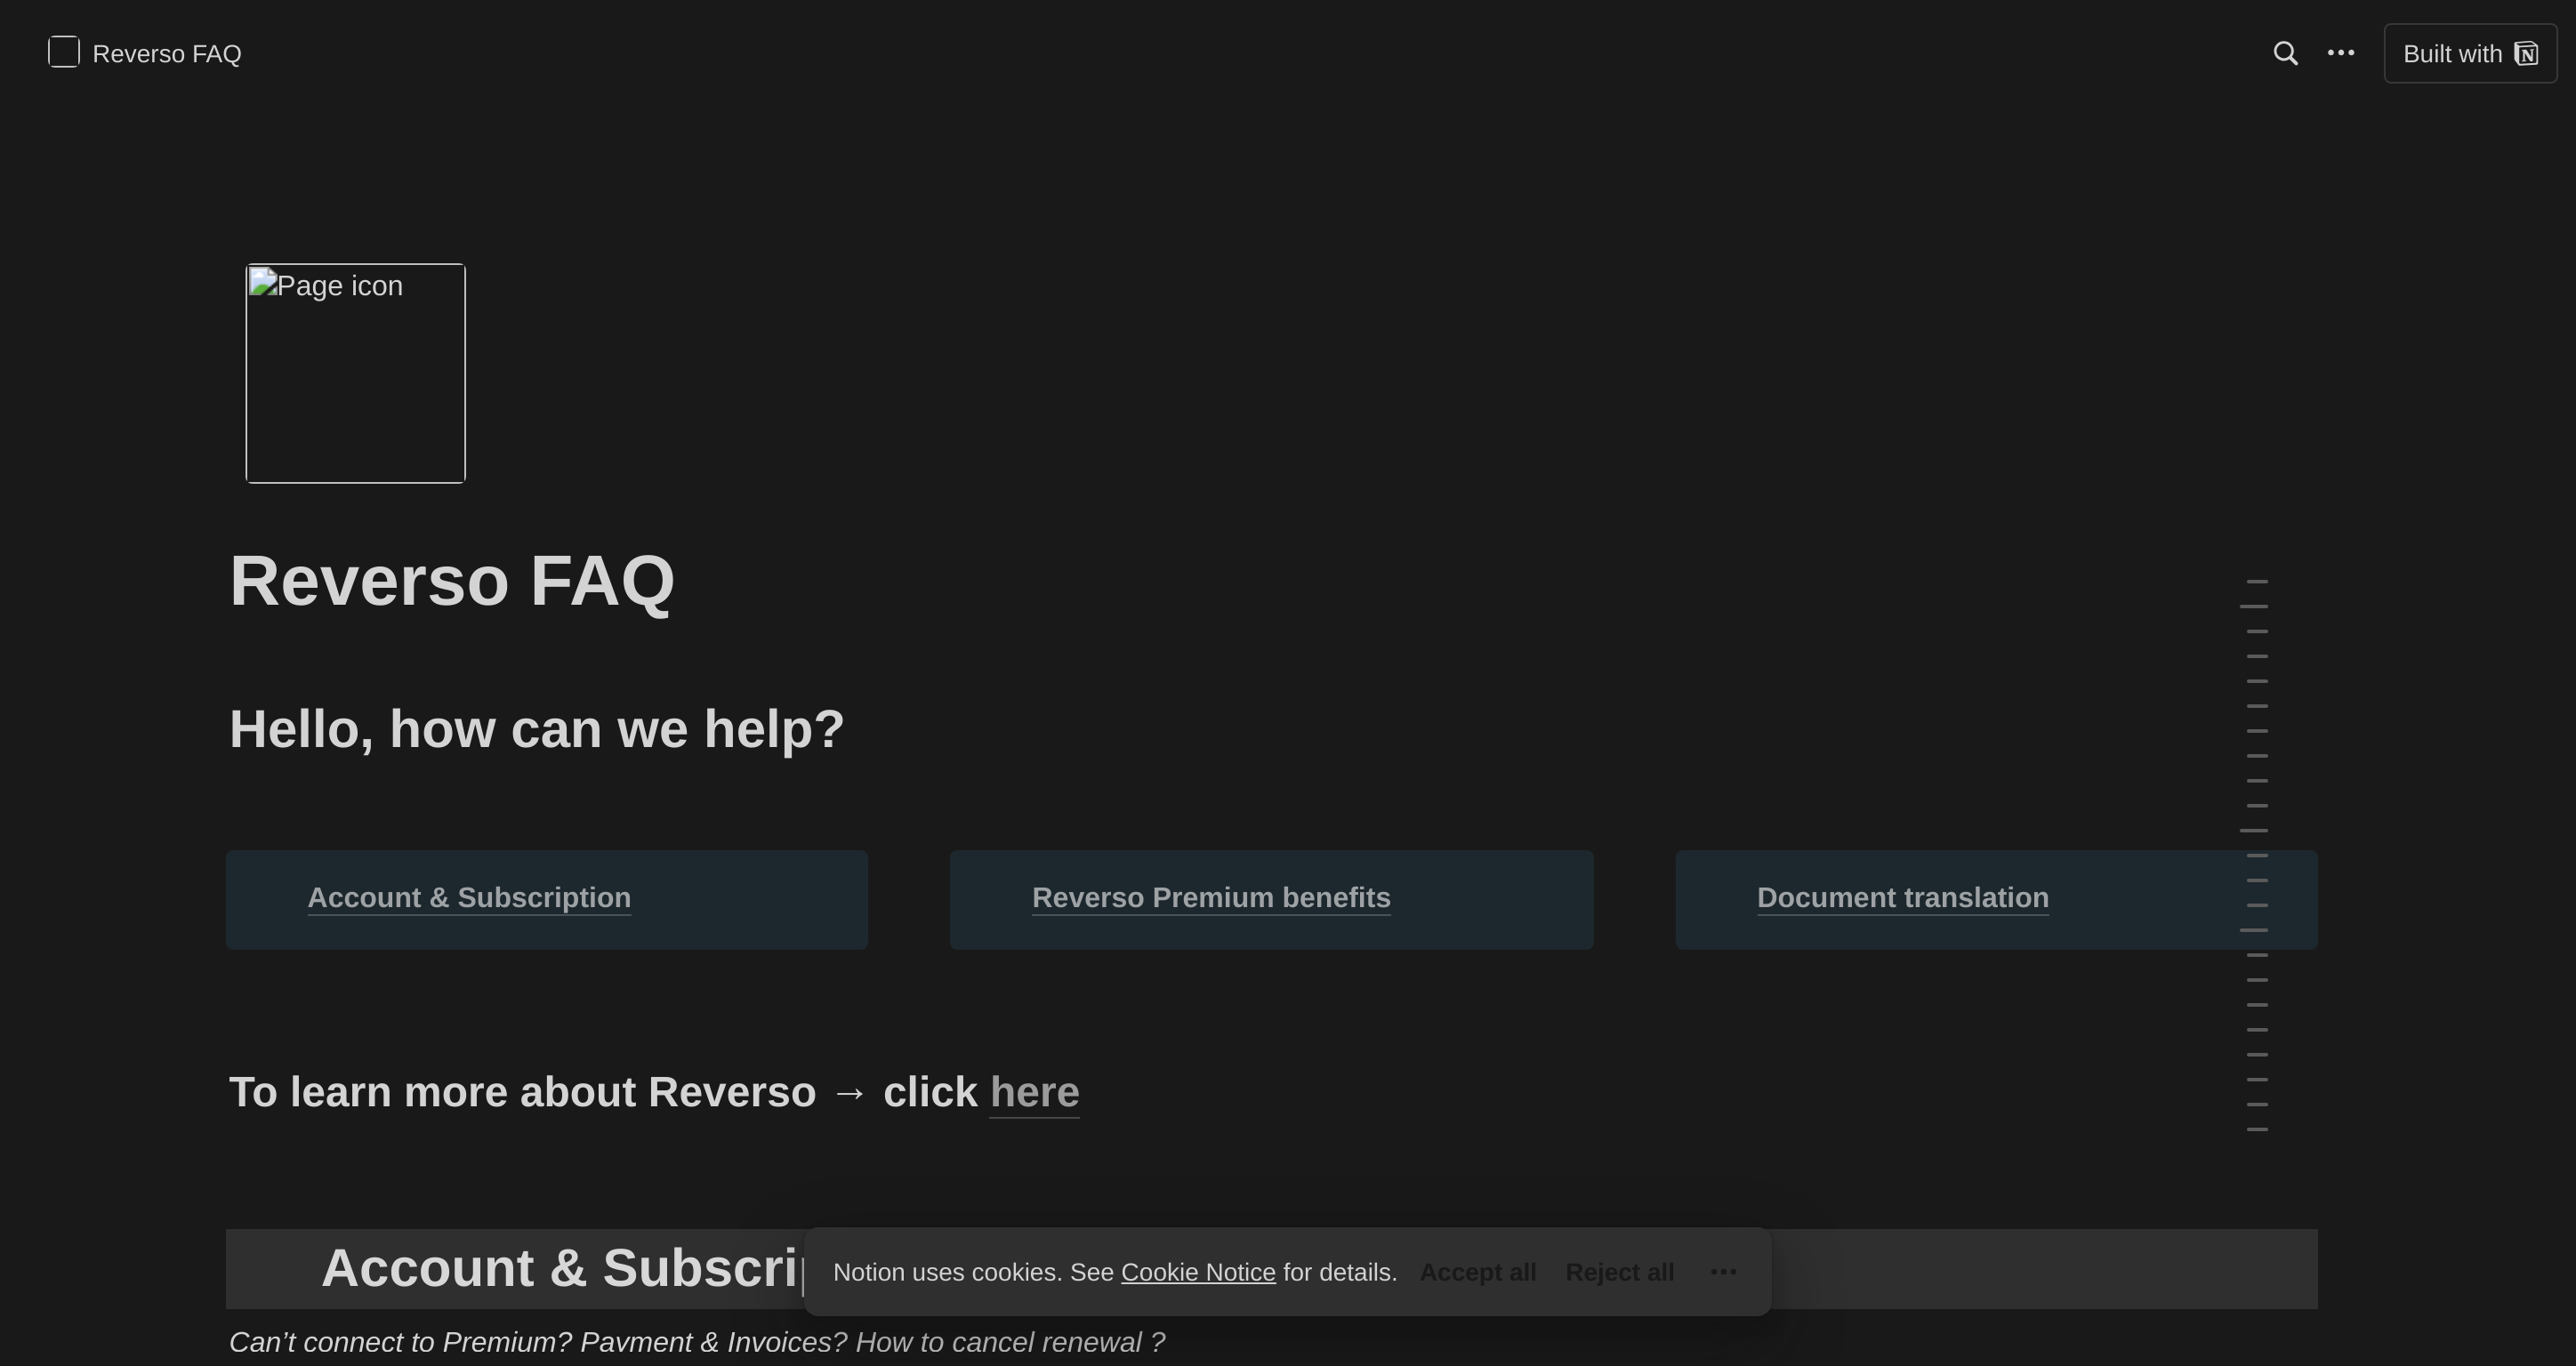 Reverso FAQ
Built with
Page icon
Reverso FAQ
Hello, how can we help?
Account & Subscription
Reverso Premium benefits
Document translation
To learn more about Reverso → click here
Account & Subscrip
Notion uses cookies. See Cookie Notice for details. Accept all Reject all
Can’t connect to Premium? Payment & Invoices? How to cancel renewal ?